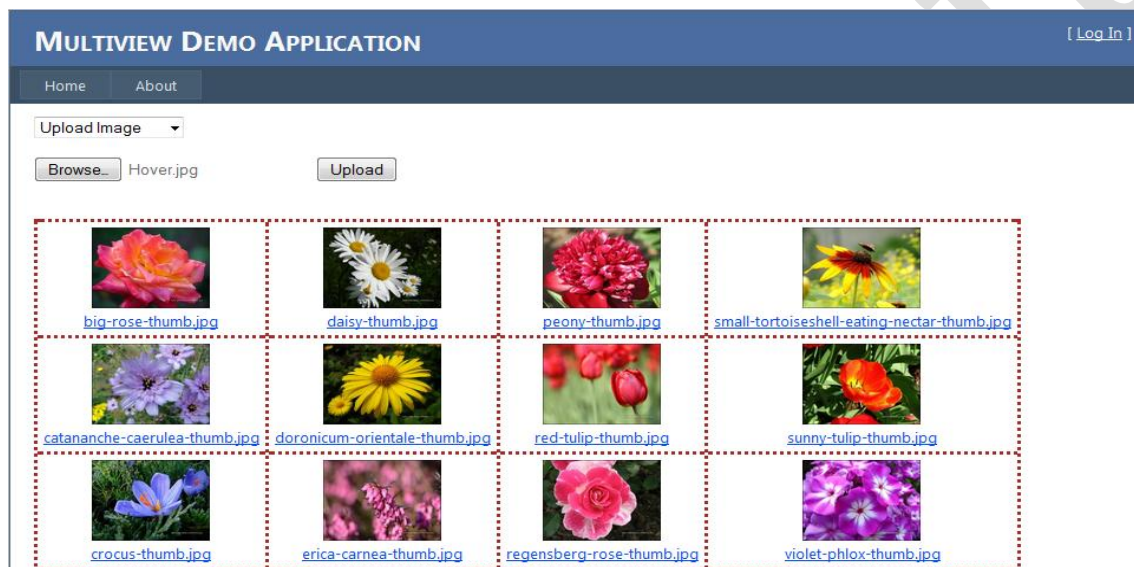 MULTIVIEW DEMO APPLICATION
[ Log In ]
Home About
Upload Image
Browse… Hover.jpg Upload
big-rose-thumb.jpg daisy-thumb.jpg peony-thumb.jpg small-tortoiseshell-eating-nectar-thumb.jpg
catananche-caerulea-thumb.jpg doronicum-orientale-thumb.jpg red-tulip-thumb.jpg sunny-tulip-thumb.jpg
crocus-thumb.jpg erica-carnea-thumb.jpg regensberg-rose-thumb.jpg violet-phlox-thumb.jpg